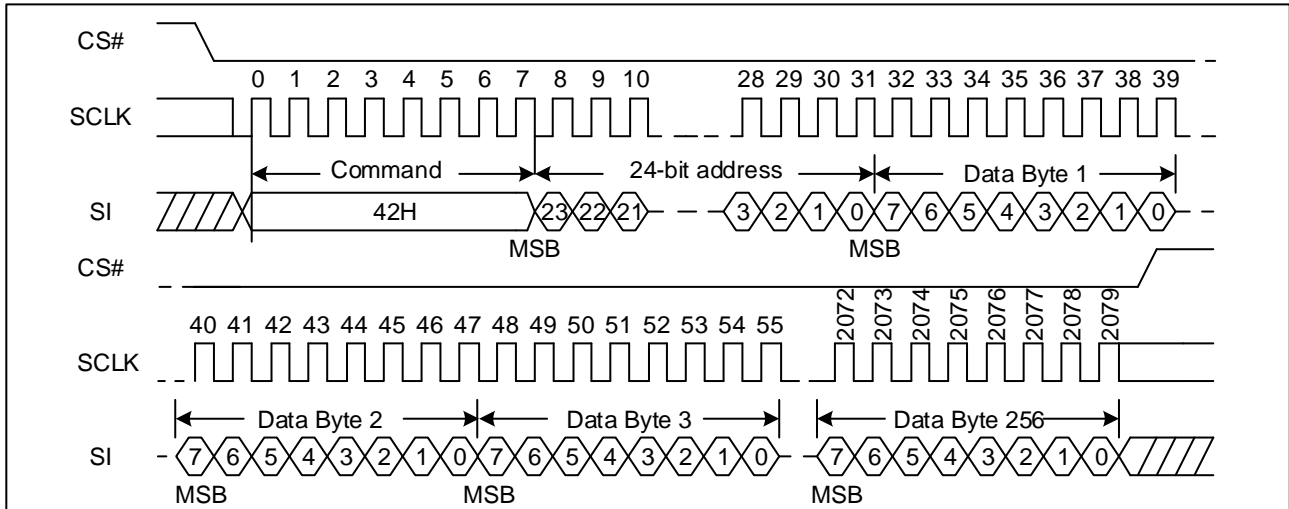 CS#
0 1 2 3 4 5 6 7 8 9 10 28 29 30 31 32 33 34 35 36 37 38 39
SCLK
Command 24-bit address Data Byte 1
SI 42H 23 22 21 3 2 1 0 7 6 5 4 3 2 1 0
MSB MSB
CS#
40 41 42 43 44 45 46 47 48 49 50 51 52 53 54 55 2072 2073 2074 2075 2076 2077 2078 2079
SCLK
Data Byte 2 Data Byte 3 Data Byte 256
SI 7 6 5 4 3 2 1 0 7 6 5 4 3 2 1 0 7 6 5 4 3 2 1 0
MSB MSB MSB